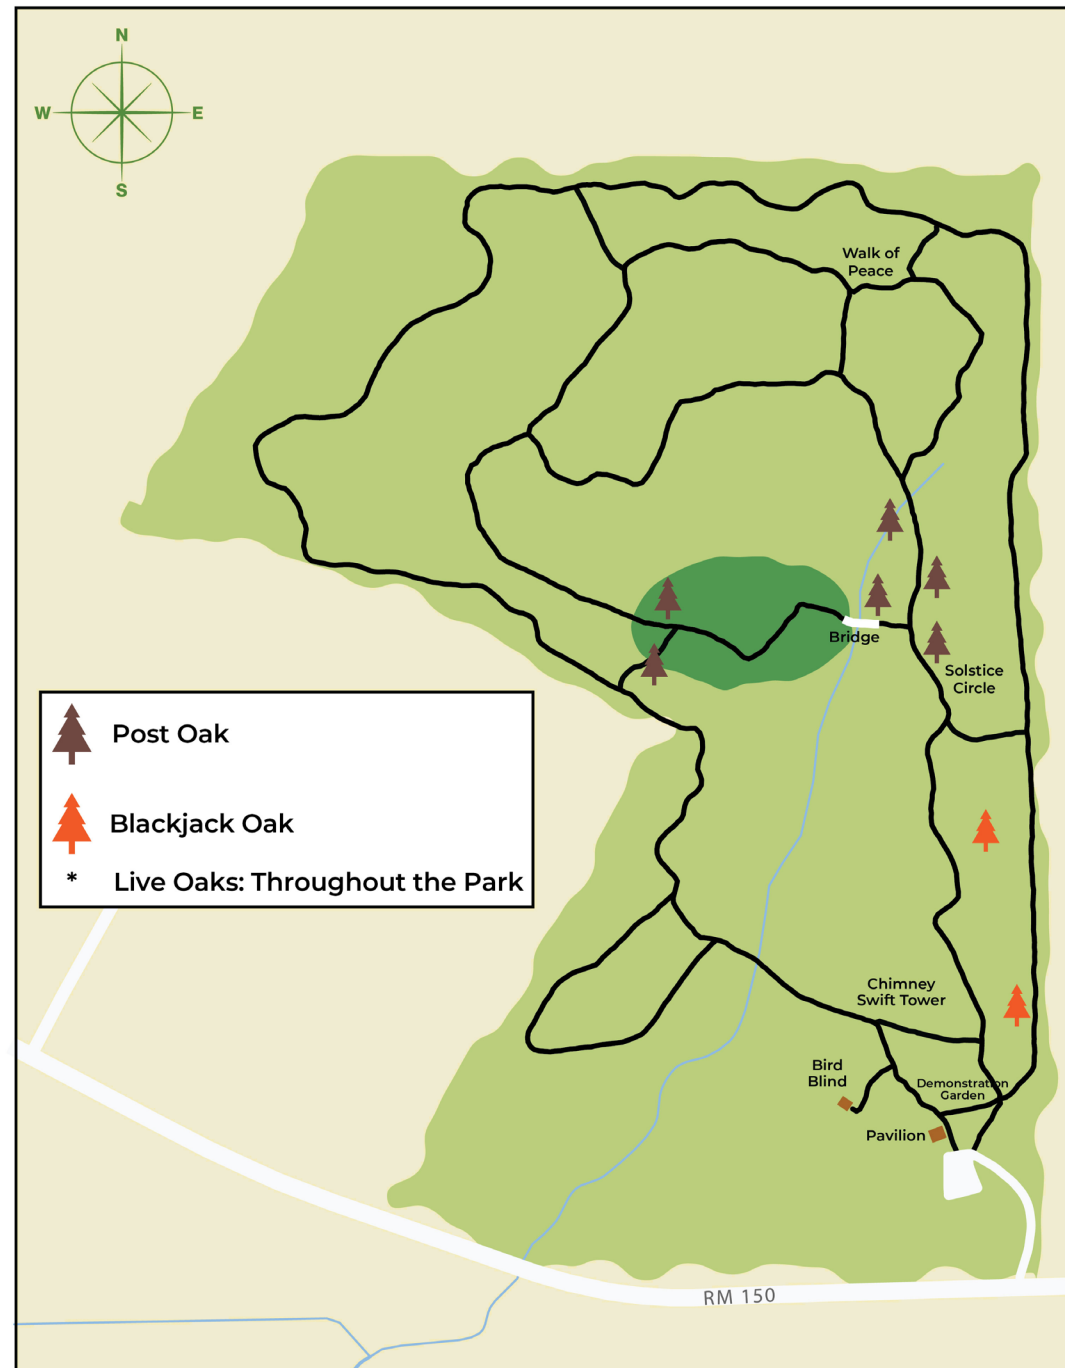 N
W
E
S
Walk of
Peace
Bridge
Solstice
Circle
Post Oak
Blackjack Oak
* Live Oaks: Throughout the Park
Chimney
Swift Tower
Bird
Blind
Demonstration
Garden
Pavilion
RM 150